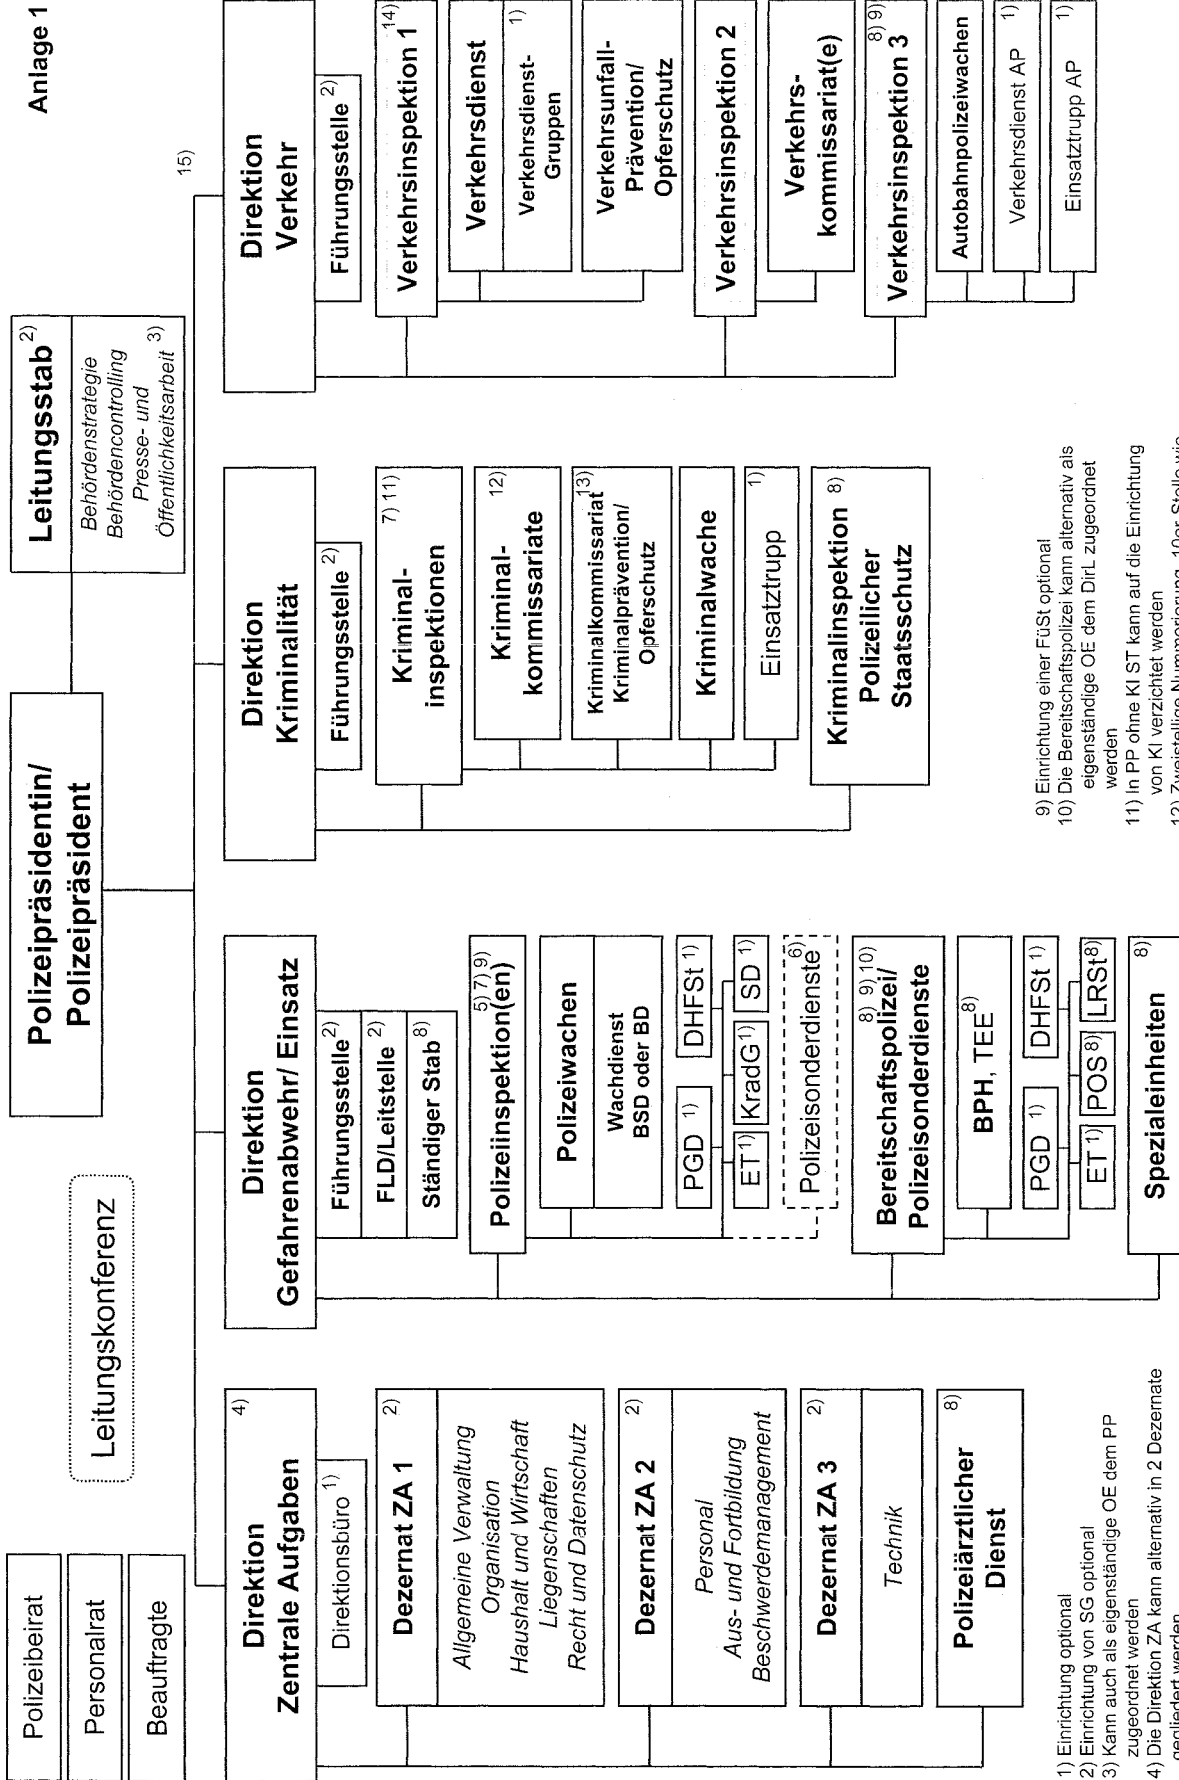 Anlage 1
Polizeibeirat
Personalrat
Beauftragte
Leitungskonferenz
Polizeipräsidentin/
Polizeipräsident
Leitungsstab 2)
Behördenstrategie
Behördencontrolling
Presse- und
Öffentlichkeitsarbeit 3)
15)
Direktion
Zentrale Aufgaben
4)
Direktionsbüro 1)
Dezernat ZA 1
2)
Allgemeine Verwaltung
Organisation
Haushalt und Wirtschaft
Liegenschaften
Recht und Datenschutz
Dezernat ZA 2
2)
Personal
Aus- und Fortbildung
Beschwerdemanagement
Dezernat ZA 3
2)
Technik
Polizeiärztlicher
Dienst
8)
Direktion
Gefahrenabwehr/ Einsatz
Führungsstelle 2)
FLD/Leitstelle 2)
Ständiger Stab 8)
Polizeiinspektion(en)
5) 7) 9)
Polizeiwachen
Wachdienst
BSD oder BD
PGD 1)
DHFSt 1)
ET 1)
KradG 1)
SD 1)
Polizeisonderdienste 6)
Bereitschaftspolizei/
Polizeisonderdienste
8) 9) 10)
BPH, TEE 8)
PGD 1)
DHFSt 1)
ET 1)
POS 8)
LRSt 8)
Spezialeinheiten
8)
Direktion
Kriminalität
Führungsstelle 2)
Kriminal-
inspektionen
7) 11)
Kriminal-
kommissariate
12)
Kriminalkommissariat
Kriminalprävention/
Opferschutz
13)
Kriminalwache
Einsatztrupp
1)
Kriminalinspektion
Polizeilicher
Staatsschutz
8)
Direktion
Verkehr
Führungsstelle 2)
Verkehrsinspektion 1
14)
Verkehrsdienst
Verkehrsdienst-
Gruppen
1)
Verkehrsunfall-
Prävention/
Opferschutz
Verkehrsinspektion 2
Verkehrs-
kommissariat(e)
Verkehrsinspektion 3
8) 9)
Autobahnpolizeiwachen
Verkehrsdienst AP
1)
Einsatztrupp AP
1)
1) Einrichtung optional
2) Einrichtung von SG optional
3) Kann auch als eigenständige OE dem PP
zugeordnet werden
4) Die Direktion ZA kann alternativ in 2 Dezernate
gegliedert werden
9) Einrichtung einer FüSt optional
10) Die Bereitschaftspolizei kann alternativ als
eigenständige OE dem DirL zugeordnet
werden
11) In PP ohne KI ST kann auf die Einrichtung
von KI verzichtet werden
12) Zweistellige Nummerierung, 10er-Stelle wie